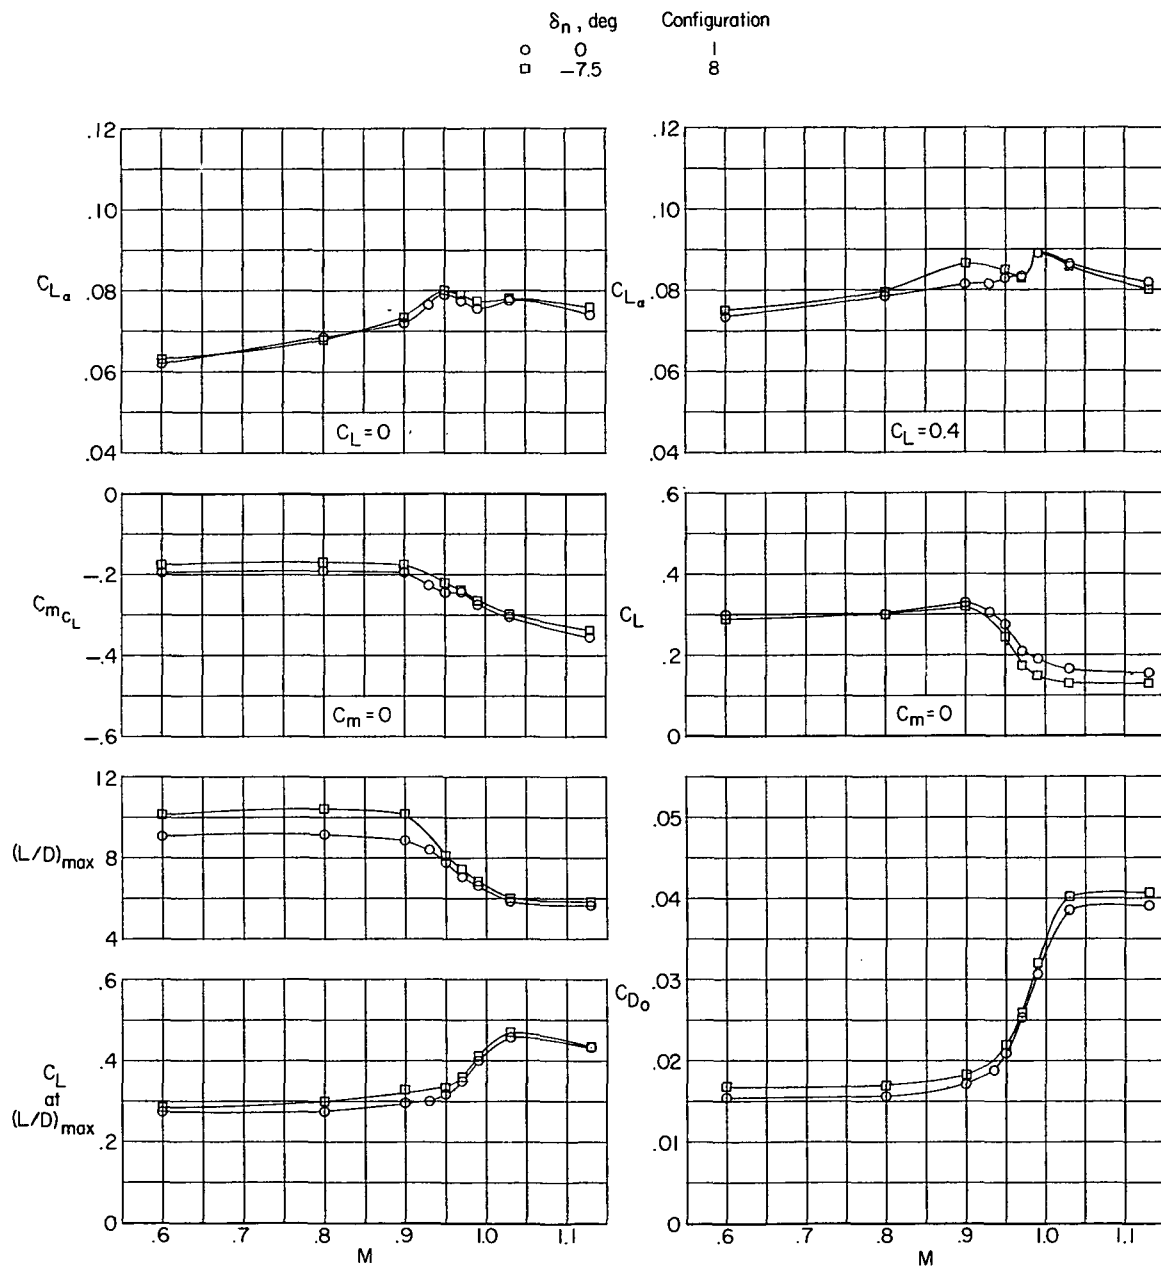 δn, deg Configuration
0 1
−7.5 8
.12
.10
CLα .08
.06
.04
CL = 0
.12
.10
CLα .08
.06
.04
CL = 0.4
0
−.2
CmCL
−.4
−.6
Cm = 0
.6
.4
CL
.2
0
Cm = 0
12
(L/D)max 8
4
.6
.4
CL
at
(L/D)max
.2
0
.6 .7 .8 .9 1.0 1.1
M
.05
.04
CDo .03
.02
.01
0
.6 .7 .8 .9 1.0 1.1
M